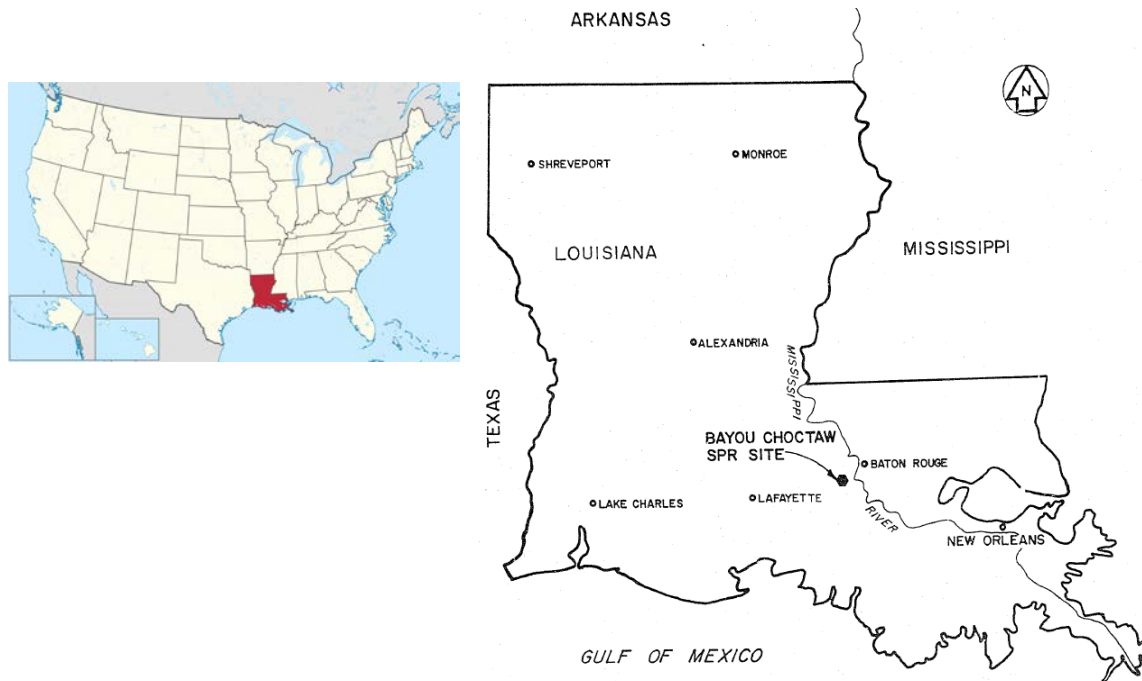 ARKANSAS
N
SHREVEPORT
MONROE
LOUISIANA
MISSISSIPPI
ALEXANDRIA
MISSISSIPPI
TEXAS
BAYOU CHOCTAW
SPR SITE
BATON ROUGE
LAKE CHARLES
LAFAYETTE
RIVER
NEW ORLEANS
GULF OF MEXICO